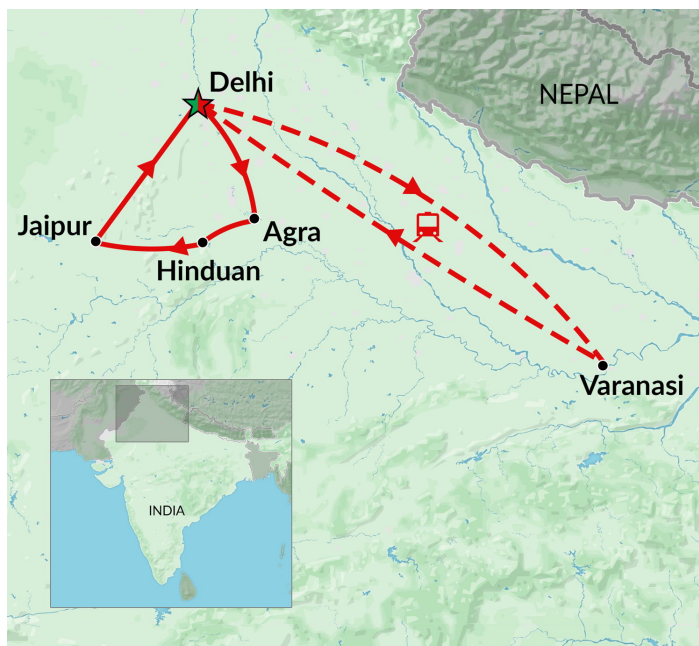 Delhi
NEPAL
Jaipur
Agra
Hinduan
Varanasi
INDIA